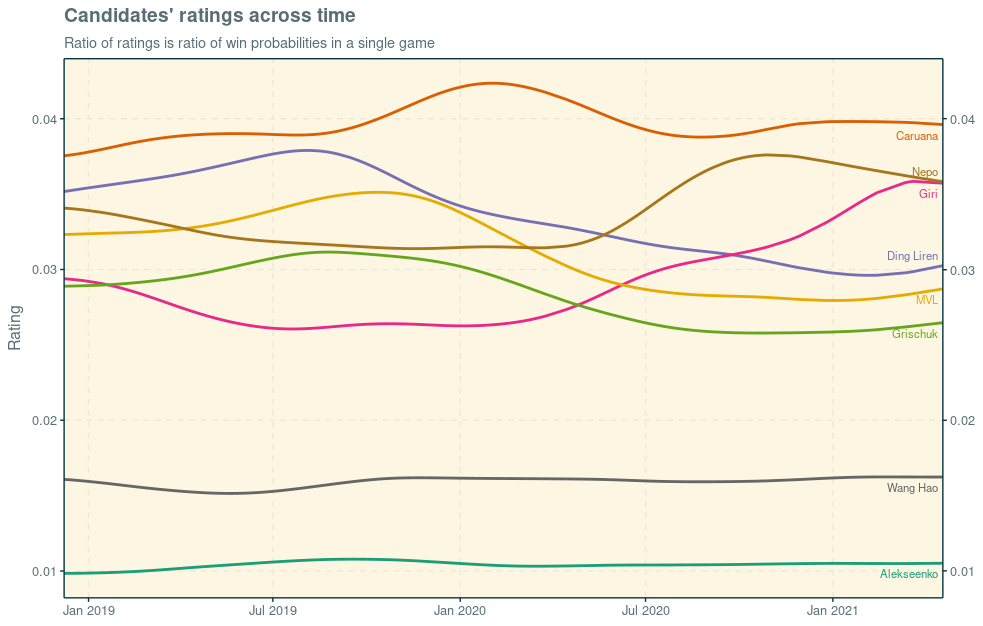 Candidates' ratings across time
Ratio of ratings is ratio of win probabilities in a single game
Rating
0.04
0.03
0.02
0.01
0.04
0.03
0.02
0.01
Caruana
Nepo
Giri
Ding Liren
MVL
Grischuk
Wang Hao
Alekseenko
Jan 2019 Jul 2019 Jan 2020 Jul 2020 Jan 2021